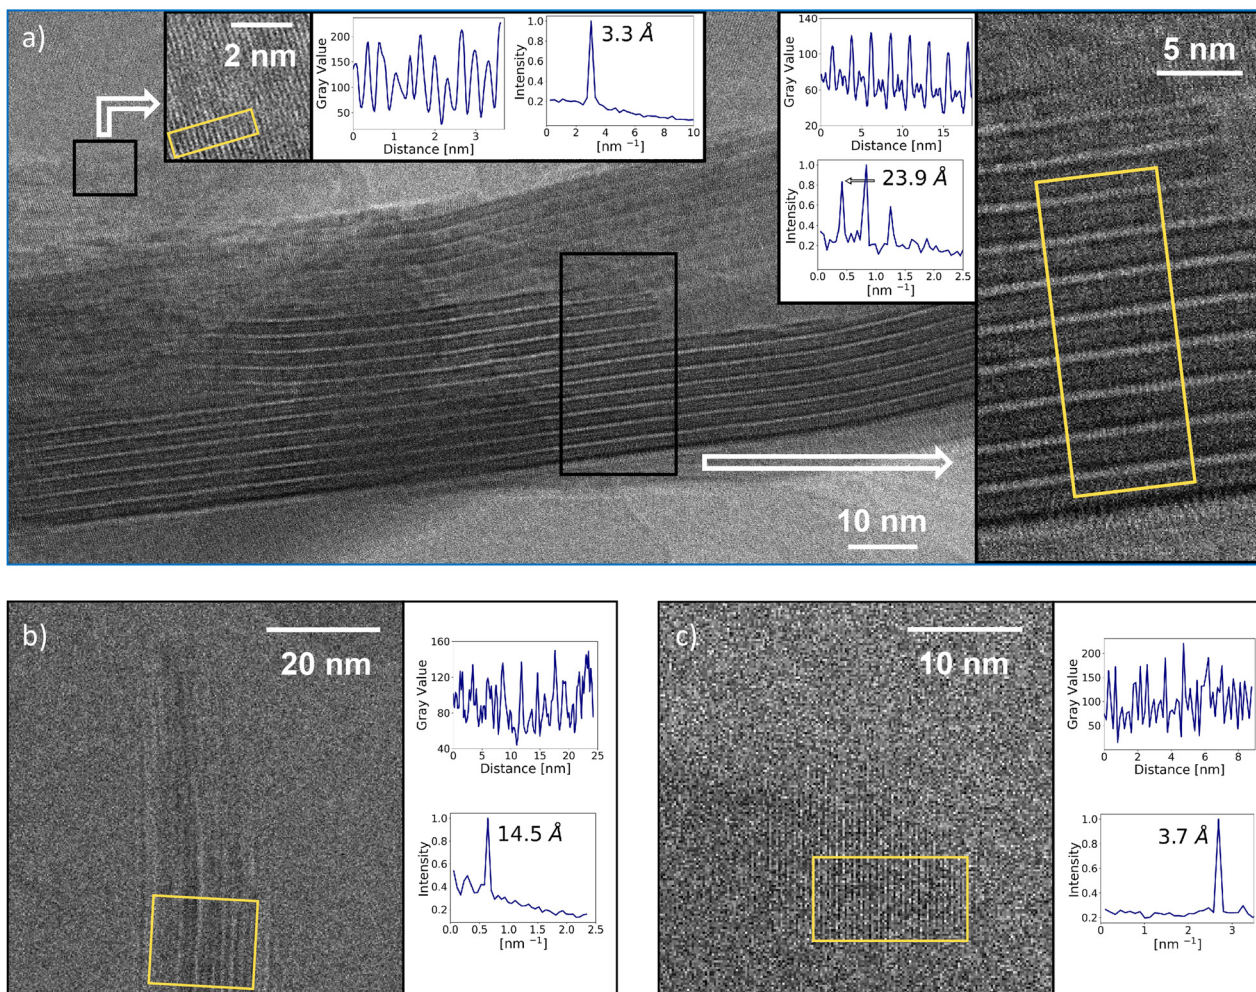 a)
2 nm
Gray Value
200
150
100
50
0 1 2 3
Distance [nm]
Intensity
1.0
0.8
0.6
0.4
0.2
0 2 4 6 8 10
[nm⁻¹]
3.3 Å
Gray Value
140
120
100
80
60
40
20
0 5 10 15
Distance [nm]
Intensity
1.0
0.8
0.6
0.4
0.2
0.0
0.0 0.5 1.0 1.5 2.0 2.5
[nm⁻¹]
23.9 Å
5 nm
10 nm
b)
20 nm
Gray Value
160
120
80
40
0 5 10 15 20 25
Distance [nm]
Intensity
1.0
0.8
0.6
0.4
0.2
0.0 0.5 1.0 1.5 2.0 2.5
[nm⁻¹]
14.5 Å
c)
10 nm
Gray Value
200
150
100
50
0 2 4 6 8
Distance [nm]
Intensity
1.0
0.8
0.6
0.4
0.2
0 1 2 3
[nm⁻¹]
3.7 Å